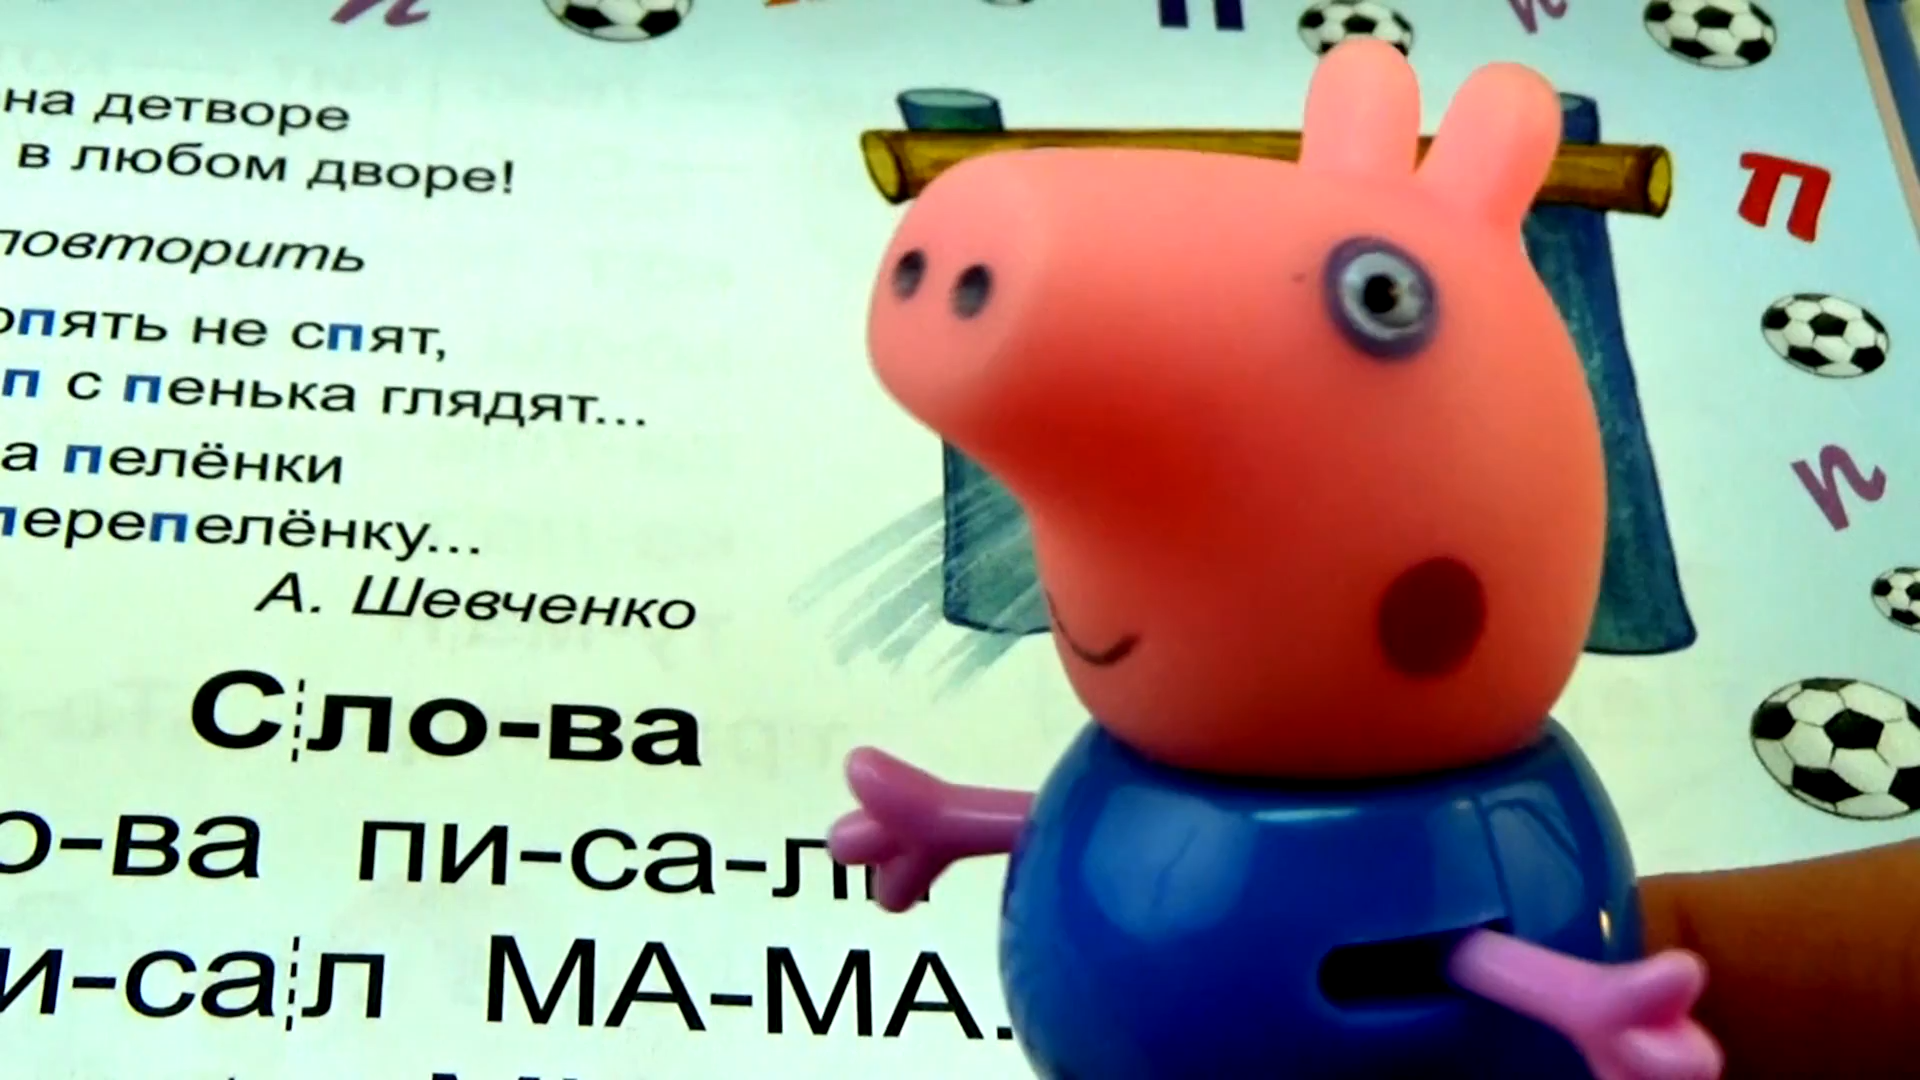 на детворе
в любом дворе!
повторить
опять не спят,
п с пенька глядят...
а пелёнки
перепелёнку...
А. Шевченко
Сло-ва
о-ва пи-са-ли
и-сал МА-МА.
п
п
п
п
п